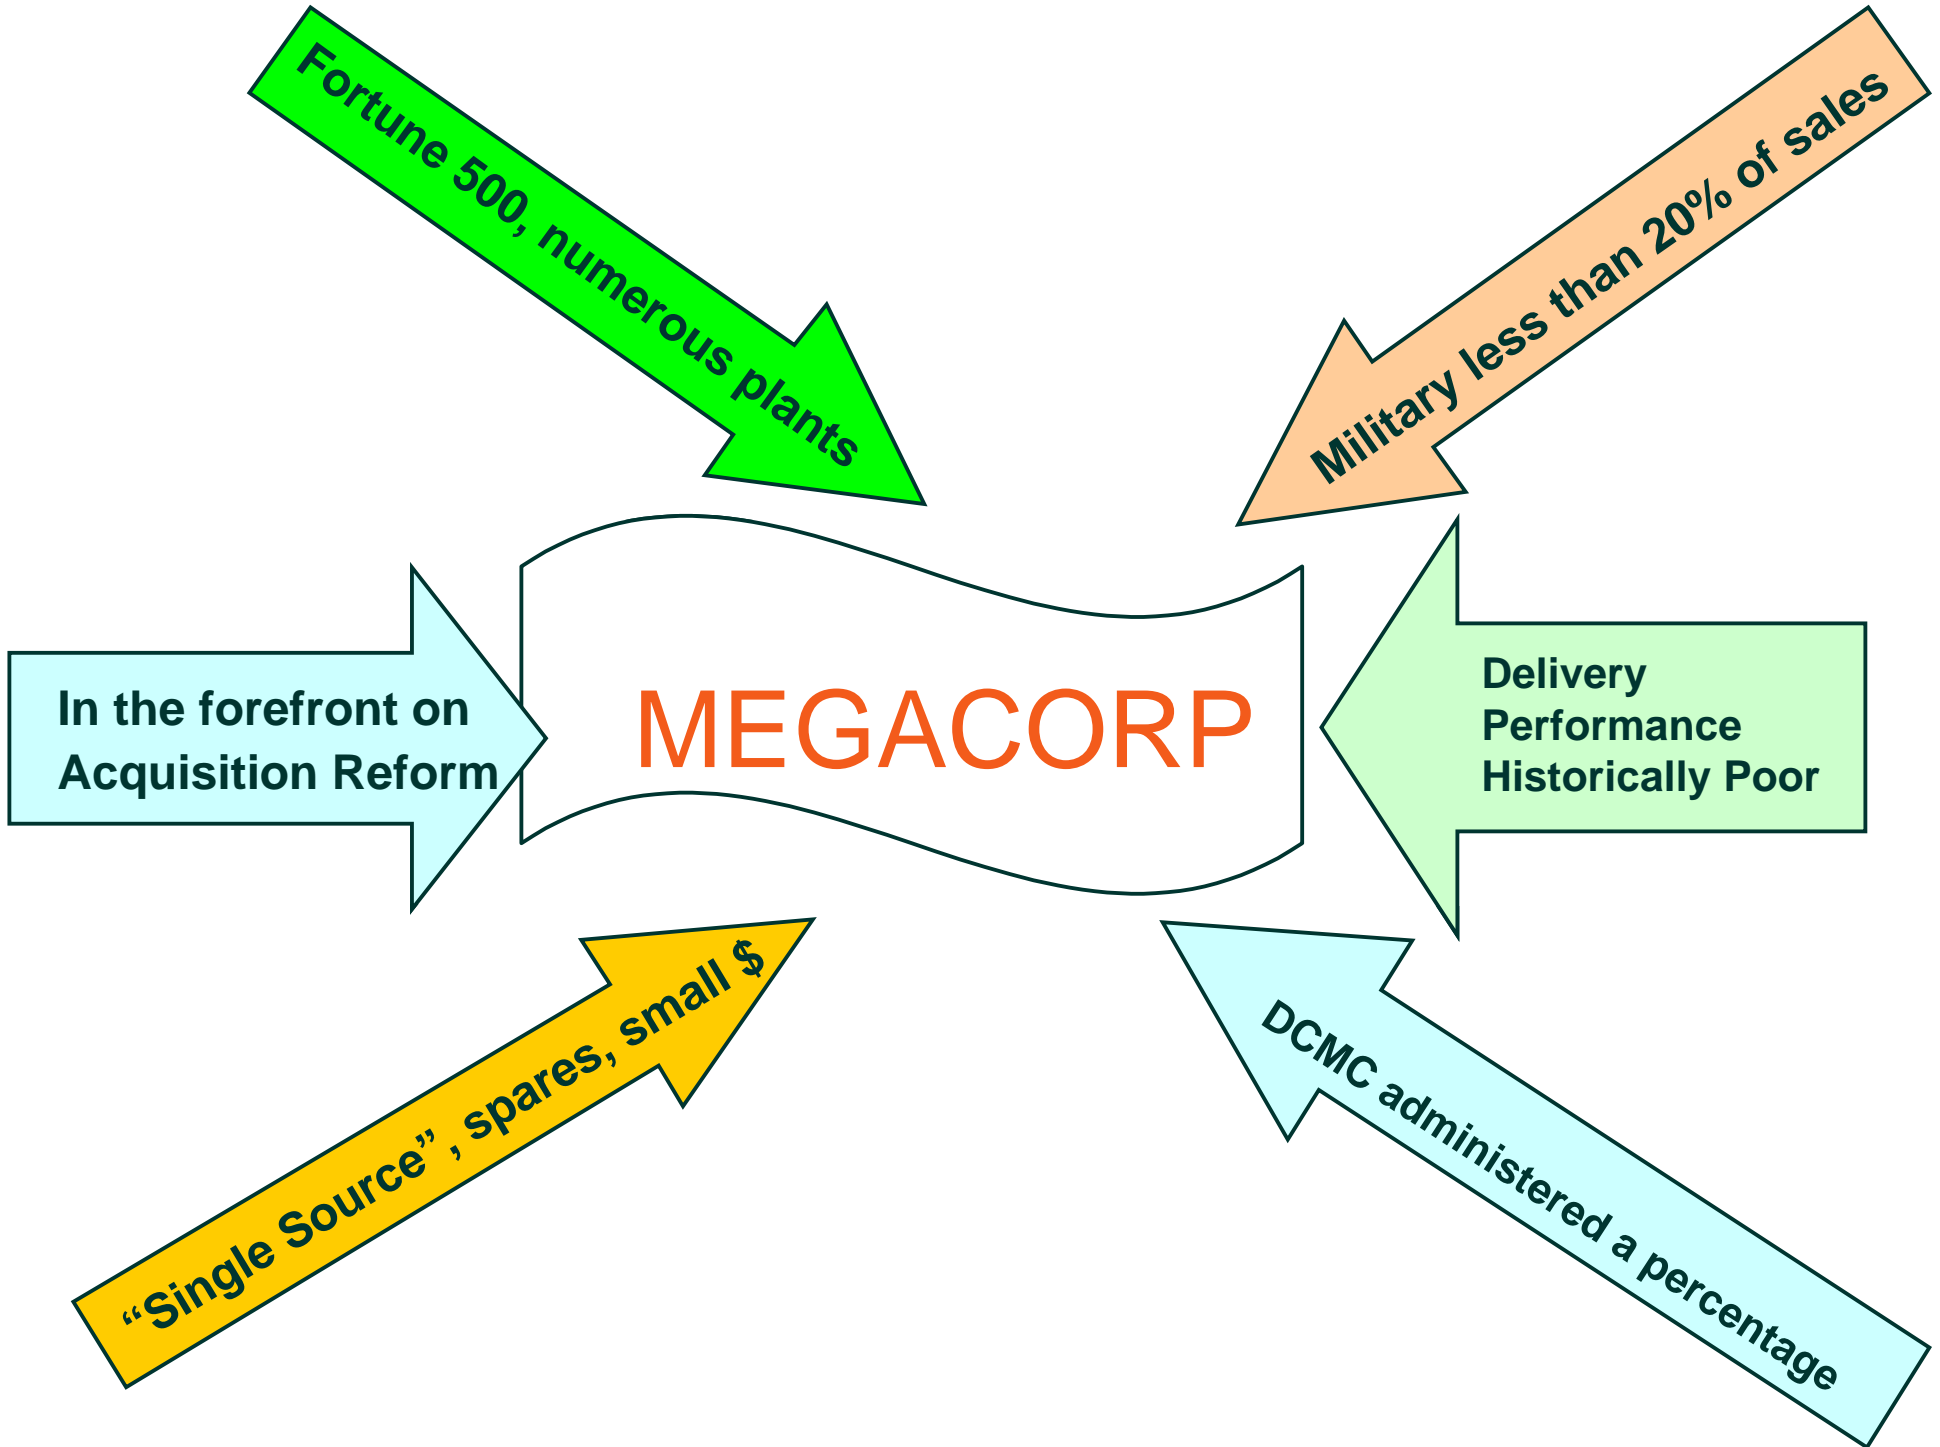 Fortune 500, numerous plants
Military less than 20% of sales
In the forefront on
Acquisition Reform
MEGACORP
Delivery
Performance
Historically Poor
“Single Source”, spares, small $
DCMC administered a percentage